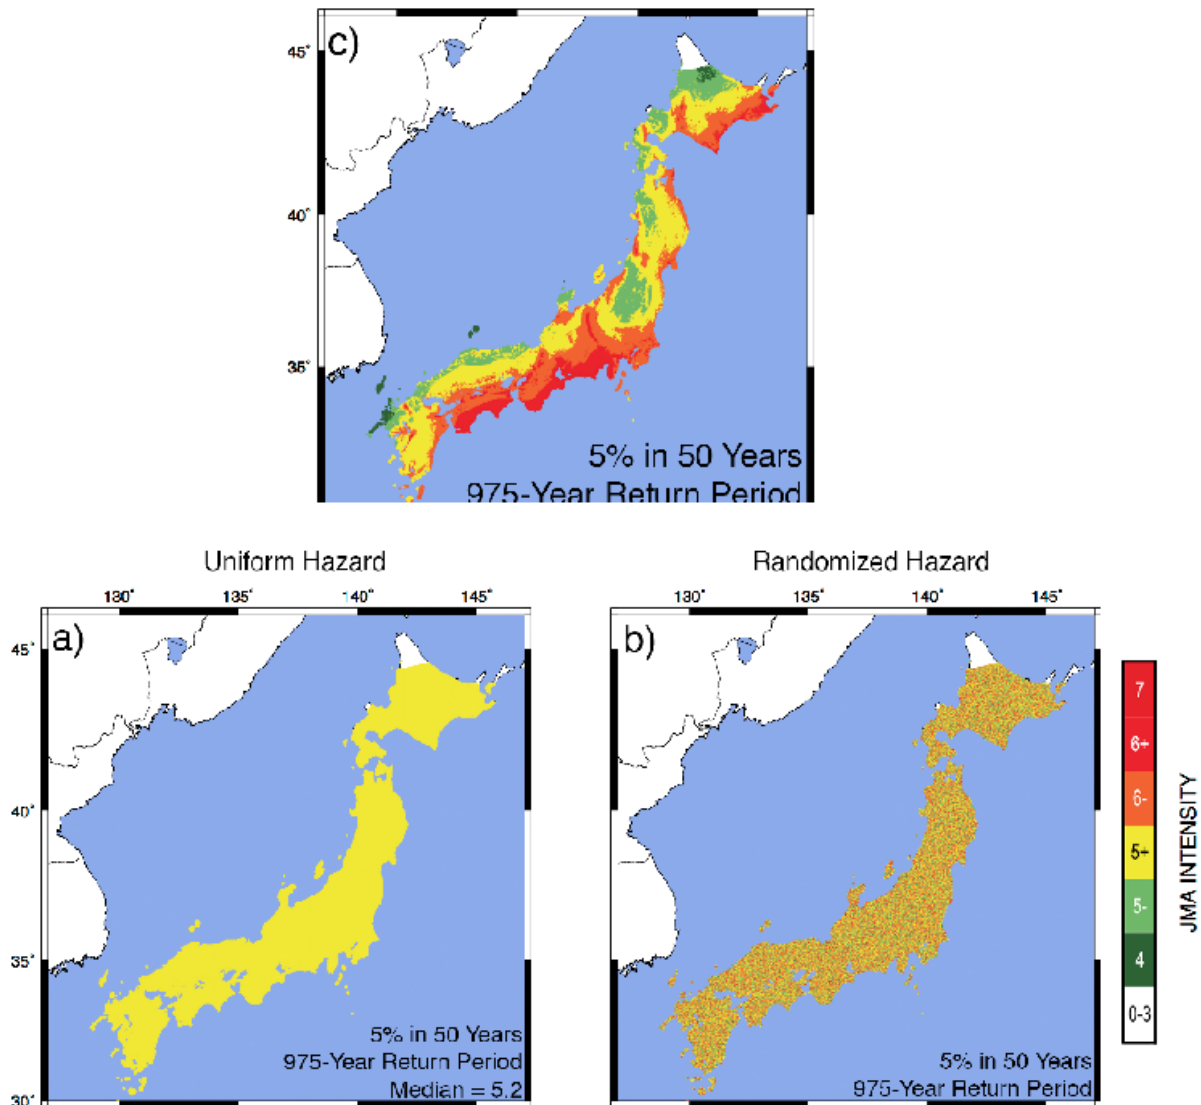 c)
45°
40°
35°
5% in 50 Years
975-Year Return Period
Uniform Hazard
Randomized Hazard
130° 135° 140° 145°
130° 135° 140° 145°
a)
b)
45°
40°
35°
30°
5% in 50 Years
975-Year Return Period
Median = 5.2
5% in 50 Years
975-Year Return Period
7
6+
6-
5+
5-
4
0-3
JMA INTENSITY